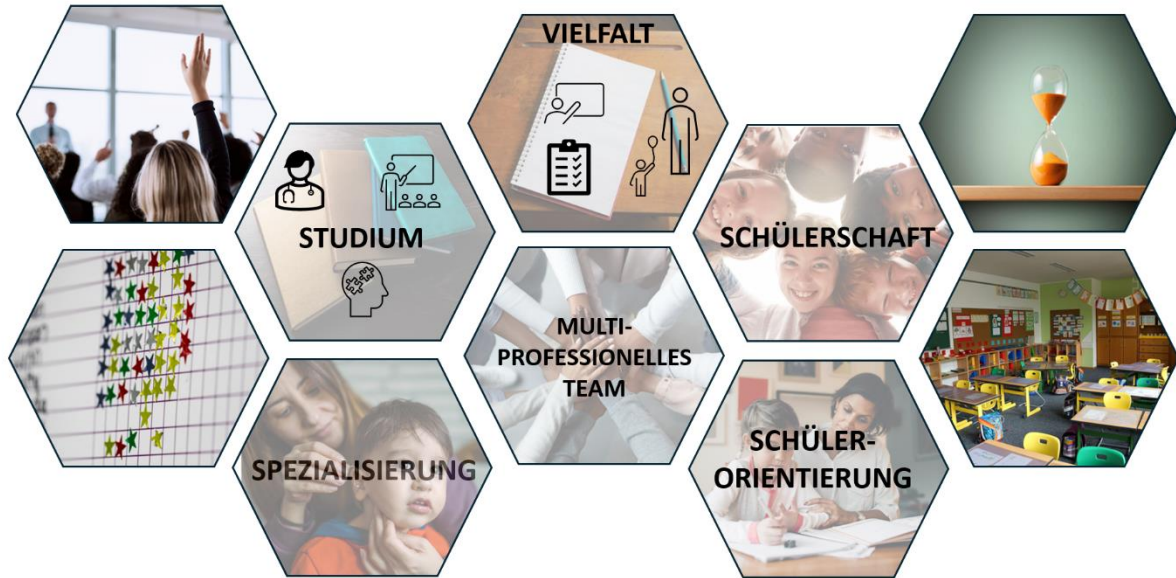 VIELFALT
STUDIUM
SCHÜLERSCHAFT
MULTI-
PROFESSIONELLES
TEAM
SPEZIALISIERUNG
SCHÜLER-
ORIENTIERUNG